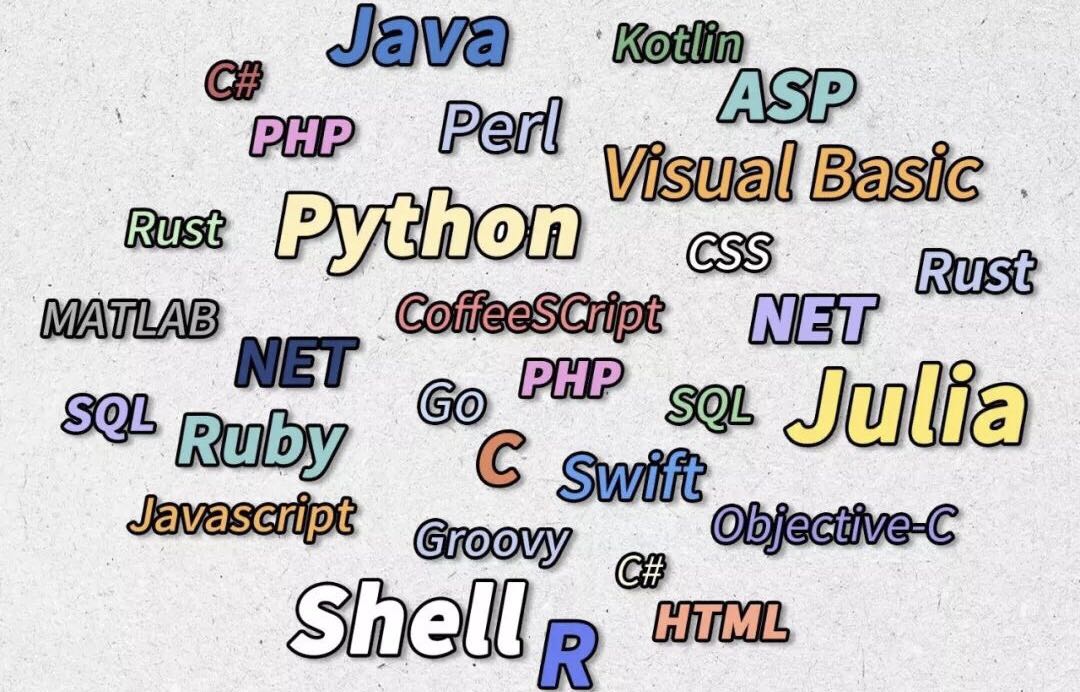 Java
Kotlin
C#
ASP
PHP
Perl
Visual Basic
Rust
Python
CSS
Rust
MATLAB
CoffeeSCript
NET
NET
PHP
Julia
SQL
Go
SQL
Ruby
C
Swift
Javascript
Groovy
Objective-C
C#
Shell
HTML
R